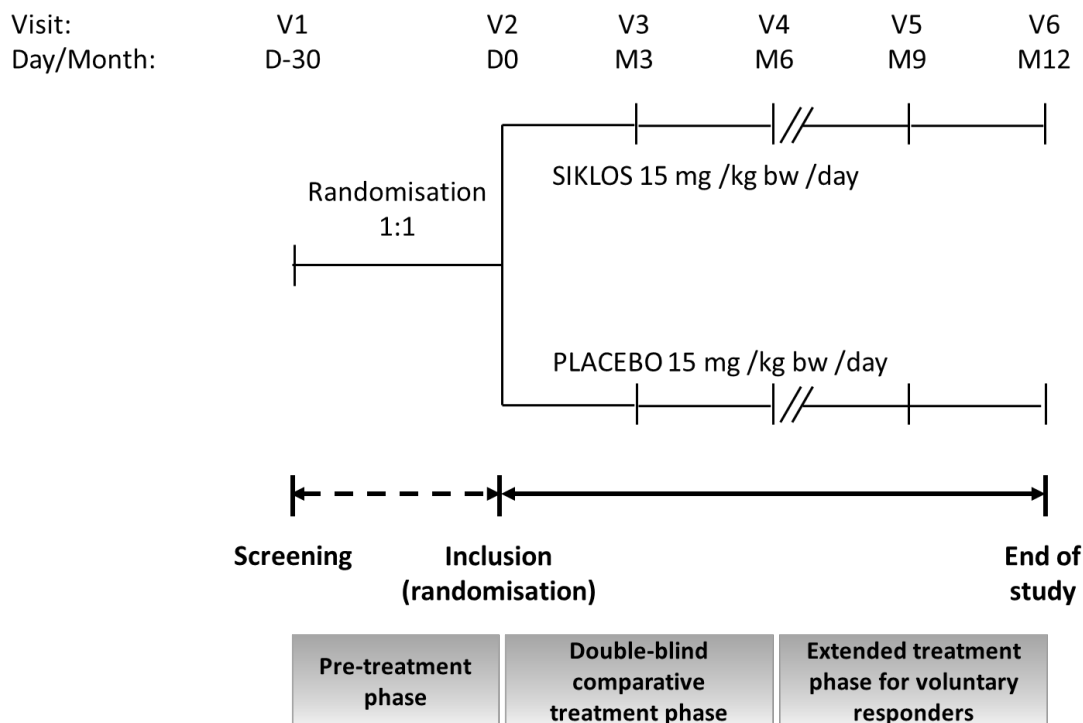 Visit: V1 V2 V3 V4 V5 V6
Day/Month: D-30 D0 M3 M6 M9 M12
Randomisation
1:1
SIKLOS 15 mg /kg bw /day
PLACEBO 15 mg /kg bw /day
Screening
Inclusion
(randomisation)
End of
study
Pre-treatment
phase
Double-blind
comparative
treatment phase
Extended treatment
phase for voluntary
responders